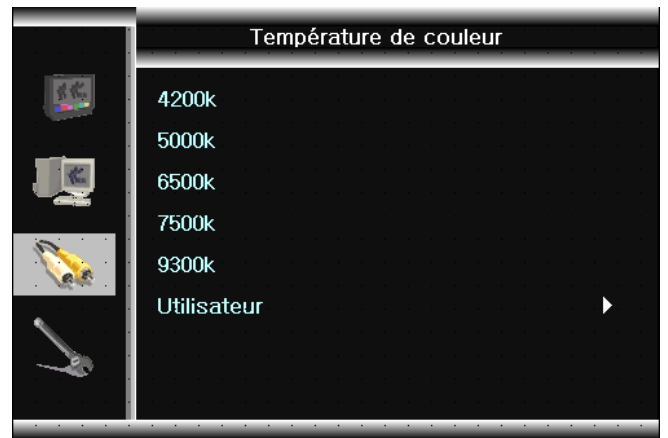 Température de couleur
4200k
5000k
6500k
7500k
9300k
Utilisateur